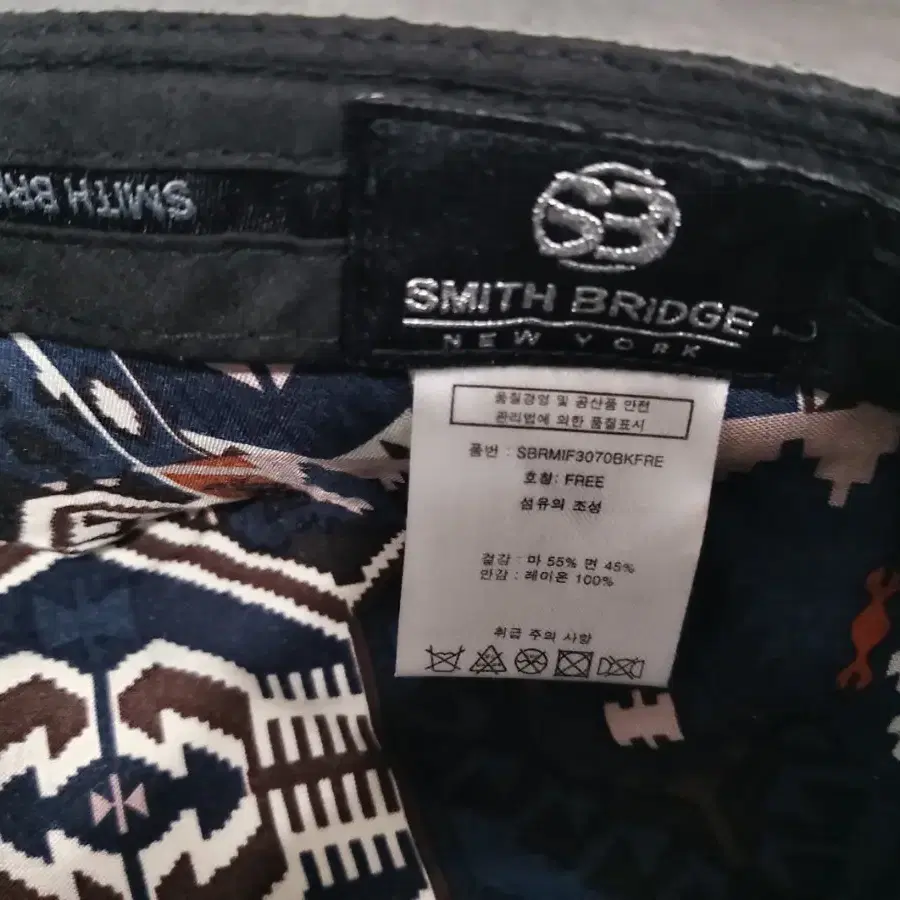 SMITH BR
SB
SMITH BRIDGE
NEW YORK
품질경영 및 공산품 안전
관리법에 의한 품질표시
품번 : SBRMIF3070BKFRE
호칭: FREE
섬유의 조성
겉감 : 마 55% 면 45%
안감 : 레이온 100%
취급 주의 사항